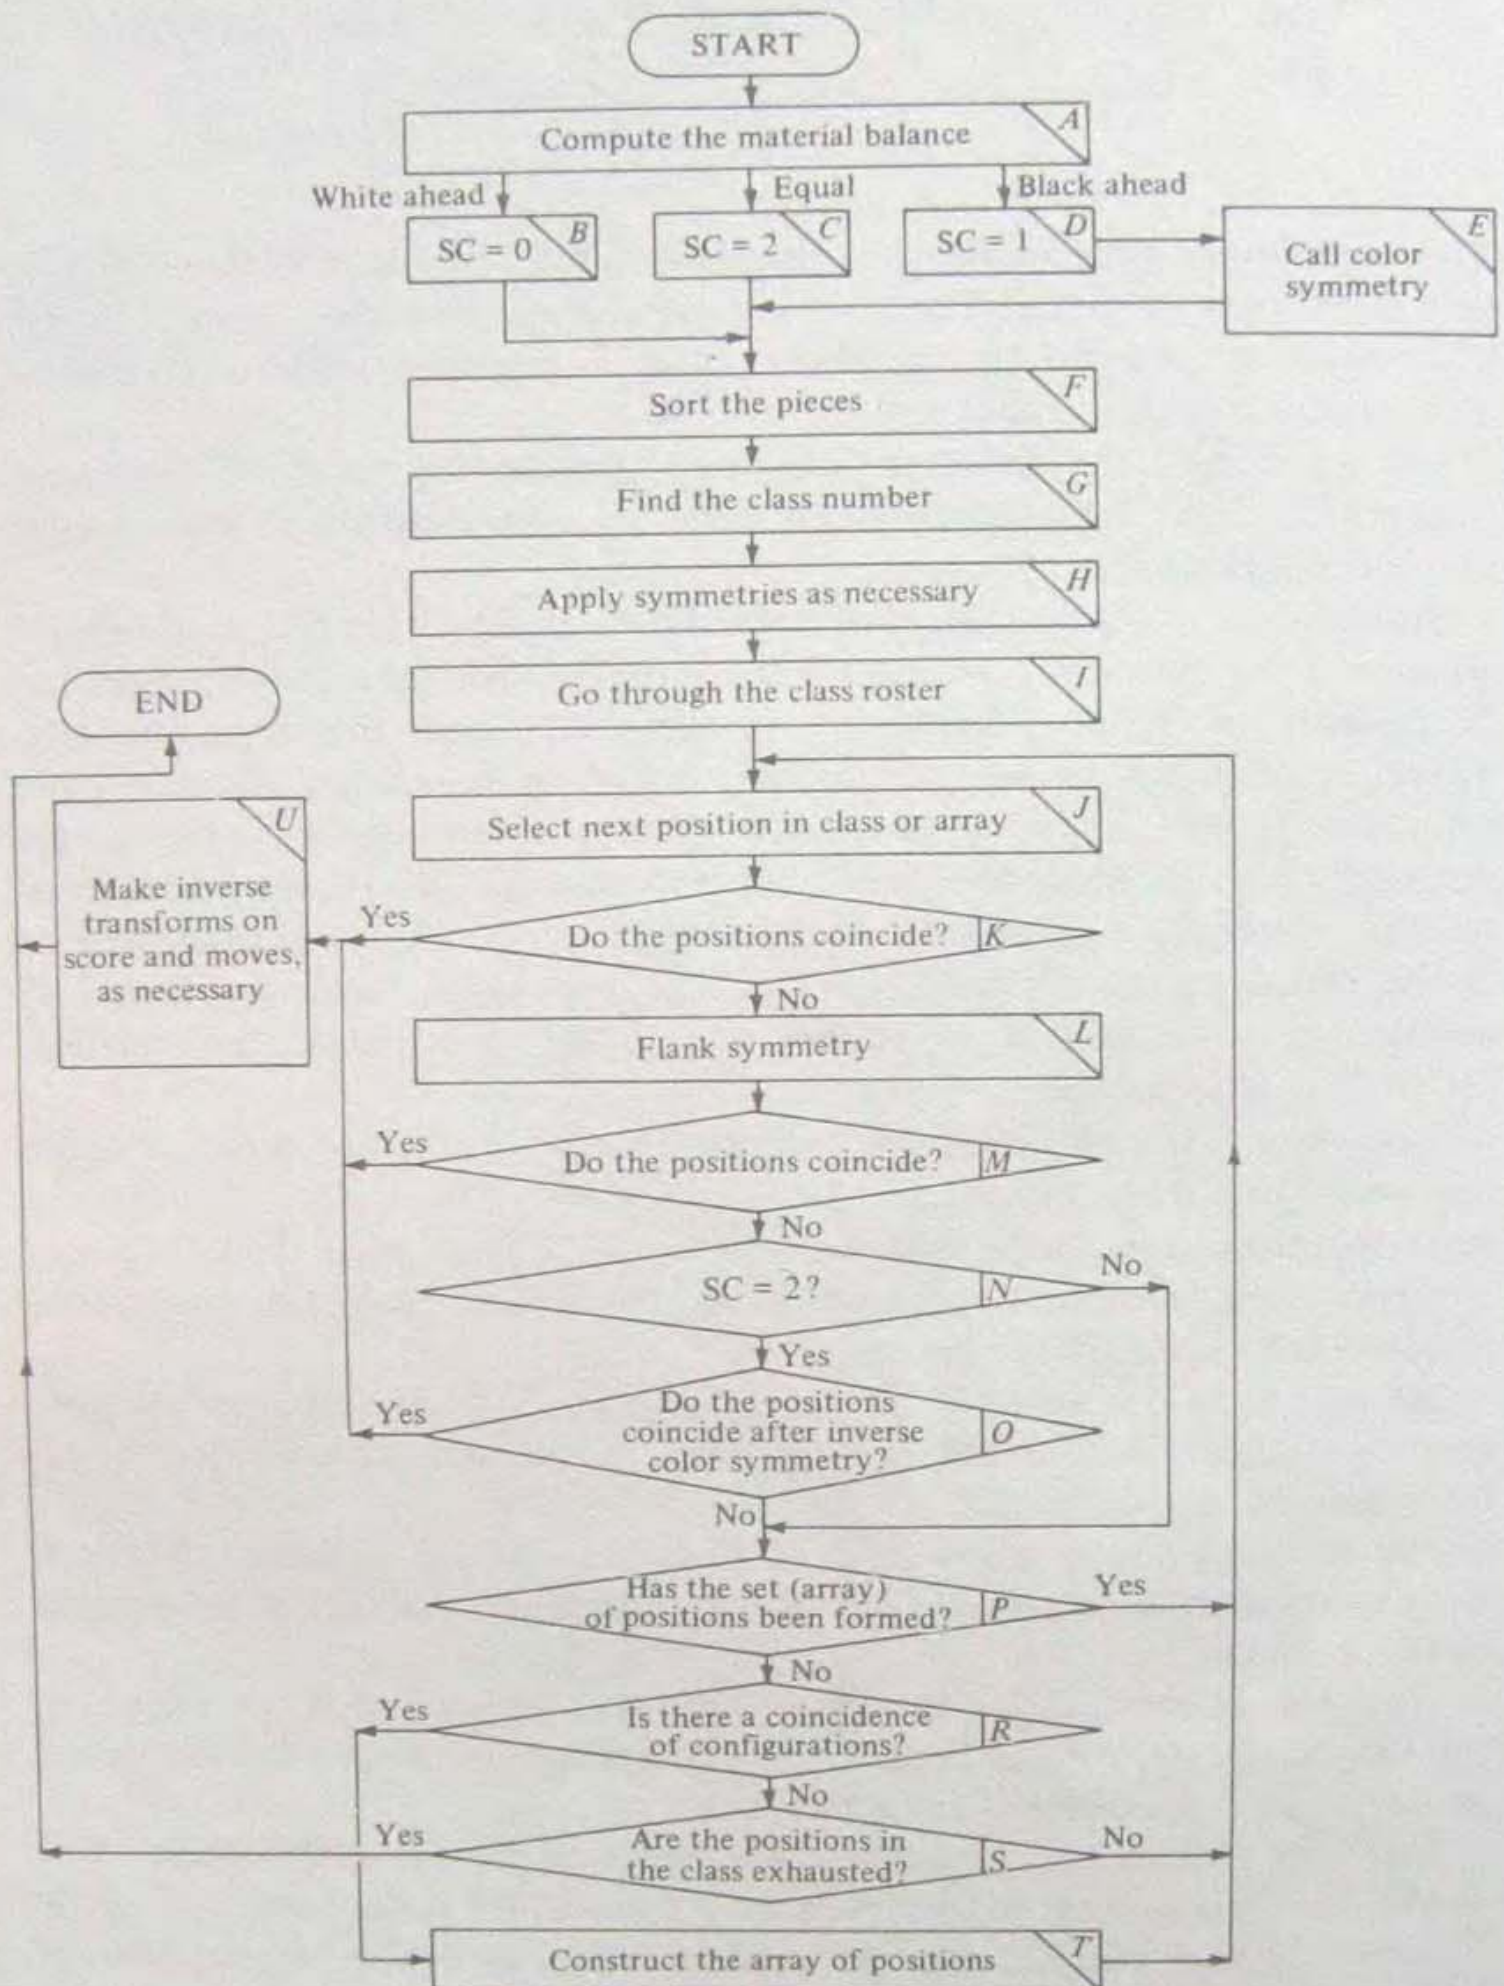 START
Compute the material balance A
White ahead
Equal
Black ahead
SC = 0 B
SC = 2 C
SC = 1 D
E
Call color
symmetry
Sort the pieces F
Find the class number G
Apply symmetries as necessary H
Go through the class roster I
END
Select next position in class or array J
U
Make inverse
transforms on
score and moves,
as necessary
Yes
Do the positions coincide? K
No
Flank symmetry L
Yes
Do the positions coincide? M
No
SC = 2? N
No
Yes
Yes
Do the positions
coincide after inverse
color symmetry?
O
No
Has the set (array)
of positions been formed? P
Yes
No
Yes
Is there a coincidence
of configurations?
R
No
Yes
Are the positions in
the class exhausted?
S
No
Construct the array of positions T